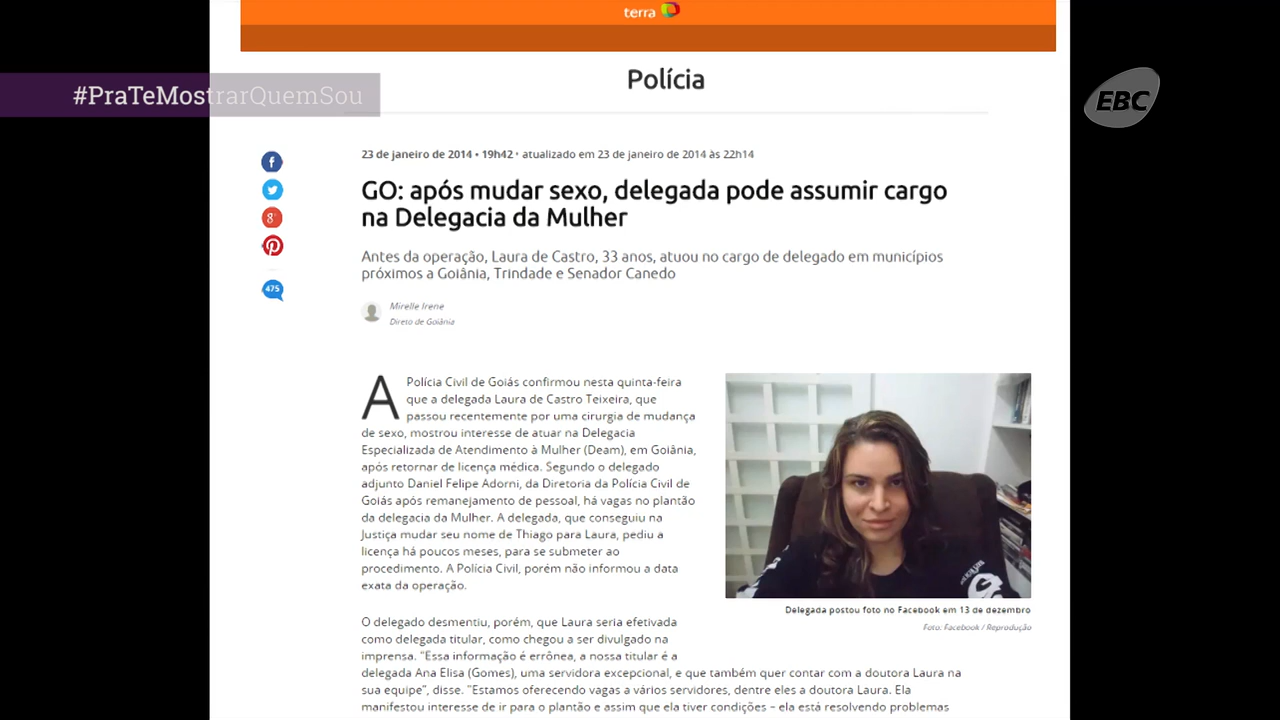 terra
#PraTeMostrarQuemSou
EBC
Polícia
23 de janeiro de 2014 • 19h42 • atualizado em 23 de janeiro de 2014 às 22h14
GO: após mudar sexo, delegada pode assumir cargo
na Delegacia da Mulher
Antes da operação, Laura de Castro, 33 anos, atuou no cargo de delegado em municípios
próximos a Goiânia, Trindade e Senador Canedo
475
Mirelle Irene
Direto de Goiânia
A Polícia Civil de Goiás confirmou nesta quinta-feira
que a delegada Laura de Castro Teixeira, que
passou recentemente por uma cirurgia de mudança
de sexo, mostrou interesse de atuar na Delegacia
Especializada de Atendimento à Mulher (Deam), em Goiânia,
após retornar de licença médica. Segundo o delegado
adjunto Daniel Felipe Adorni, da Diretoria da Polícia Civil de
Goiás após remanejamento de pessoal, há vagas no plantão
da delegacia da Mulher. A delegada, que conseguiu na
Justiça mudar seu nome de Thiago para Laura, pediu a
licença há poucos meses, para se submeter ao
procedimento. A Polícia Civil, porém não informou a data
exata da operação.
Delegada postou foto no Facebook em 13 de dezembro
Foto: Facebook / Reprodução
O delegado desmentiu, porém, que Laura seria efetivada
como delegada titular, como chegou a ser divulgado na
imprensa. "Essa informação é errônea, a nossa titular é a
delegada Ana Elisa (Gomes), uma servidora excepcional, e que também quer contar com a doutora Laura na
sua equipe", disse. "Estamos oferecendo vagas a vários servidores, dentre eles a doutora Laura. Ela
manifestou interesse de ir para o plantão e assim que ela tiver condições – ela está resolvendo problemas